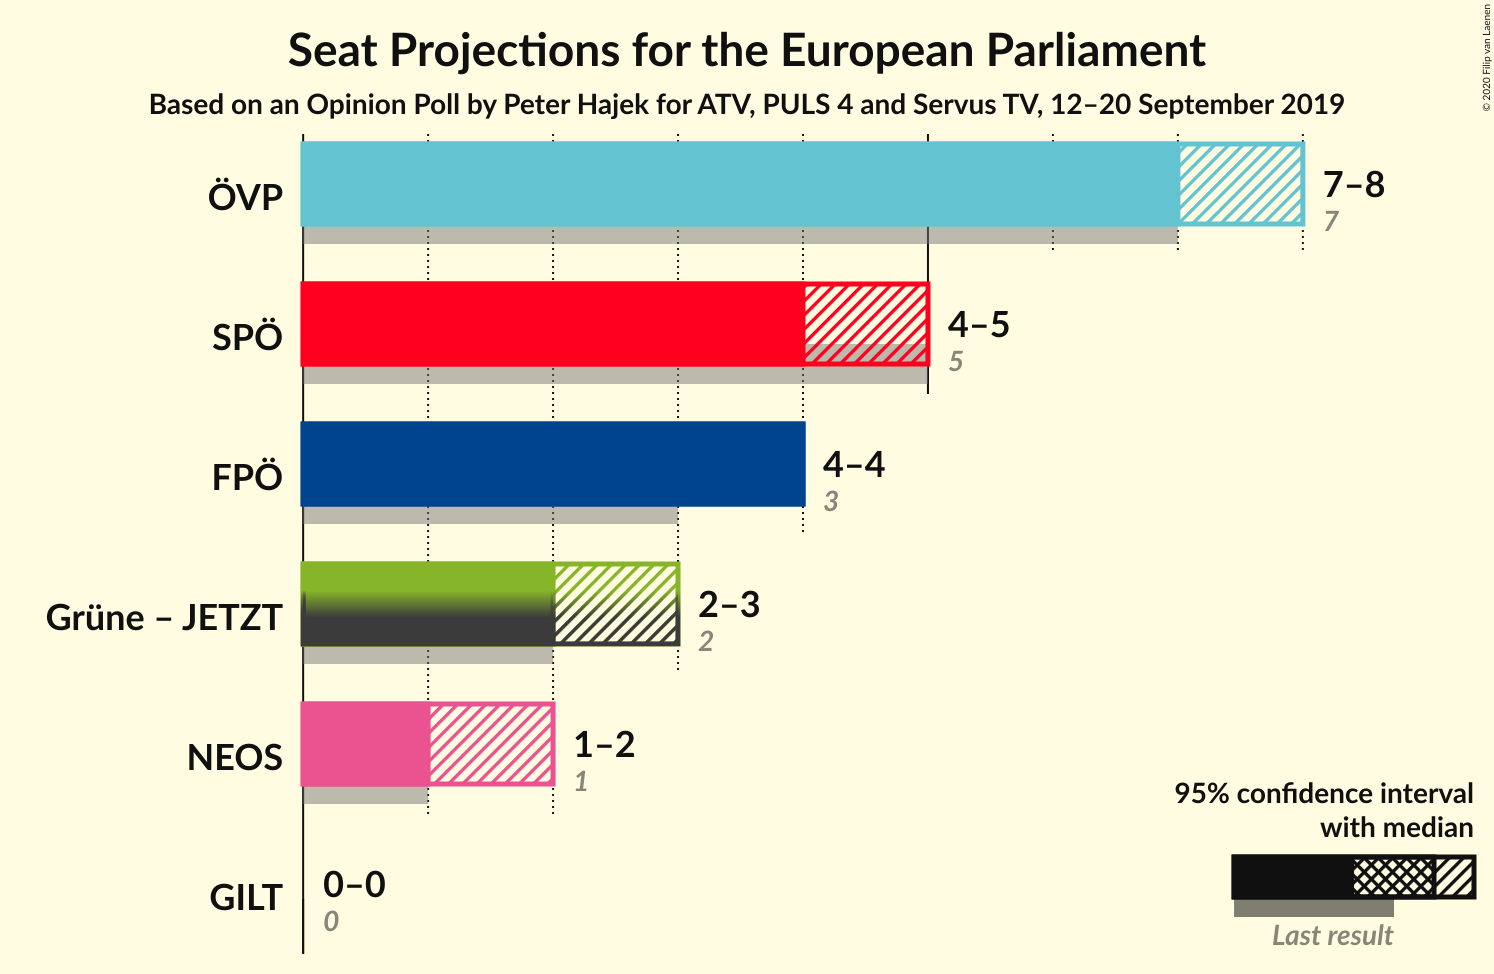 Seat Projections for the European Parliament
Based on an Opinion Poll by Peter Hajek for ATV, PULS 4 and Servus TV, 12–20 September 2019
© 2020 Filip van Laenen
ÖVP
7–8
7
SPÖ
4–5
5
FPÖ
4–4
3
Grüne – JETZT
2–3
2
NEOS
1–2
1
GILT
0–0
0
95% confidence interval
with median
Last result